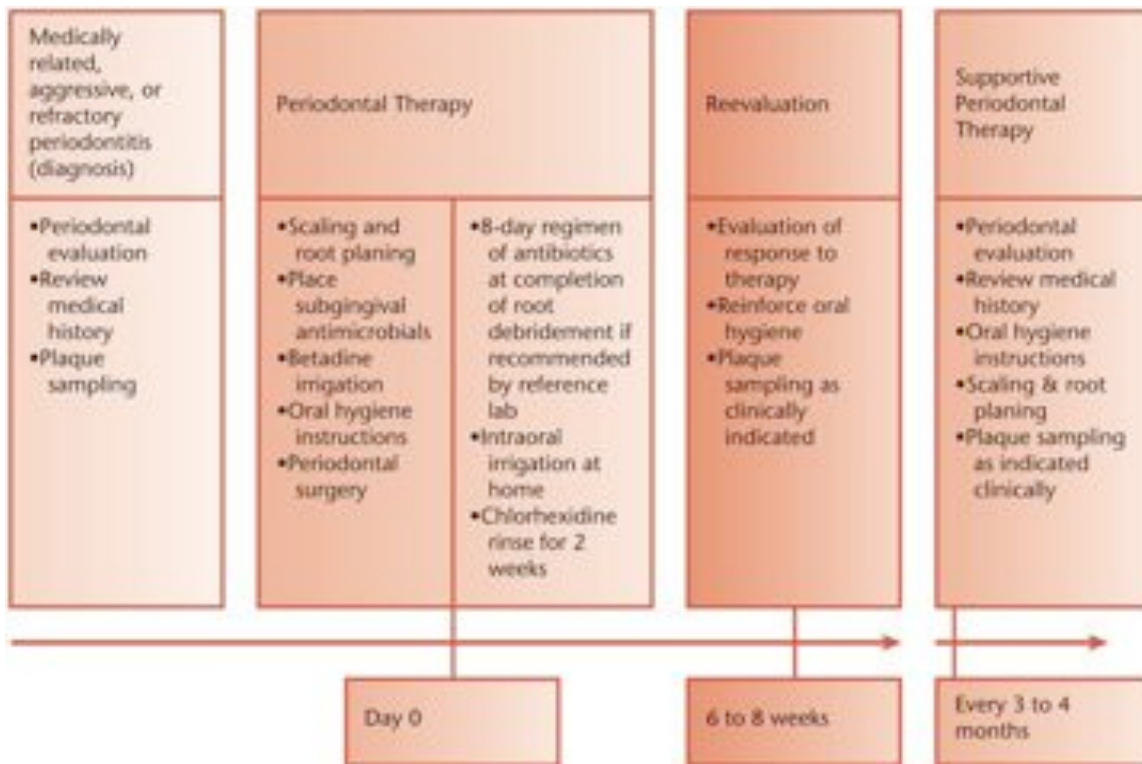 Medically
related,
aggressive, or
refractory
periodontitis
(diagnosis)
•Periodontal
evaluation
•Review
medical
history
•Plaque
sampling
Periodontal Therapy
•Scaling and
root planing
•Place
subgingival
antimicrobials
•Betadine
irrigation
•Oral hygiene
instructions
•Periodontal
surgery
•8-day regimen
of antibiotics
at completion
of root
debridement if
recommended
by reference
lab
•Intraoral
irrigation at
home
•Chlorhexidine
rinse for 2
weeks
Reevaluation
•Evaluation of
response to
therapy
•Reinforce oral
hygiene
•Plaque
sampling as
clinically
indicated
Supportive
Periodontal
Therapy
•Periodontal
evaluation
•Review medical
history
•Oral hygiene
instructions
•Scaling & root
planing
•Plaque sampling
as indicated
clinically
Day 0
6 to 8 weeks
Every 3 to 4
months